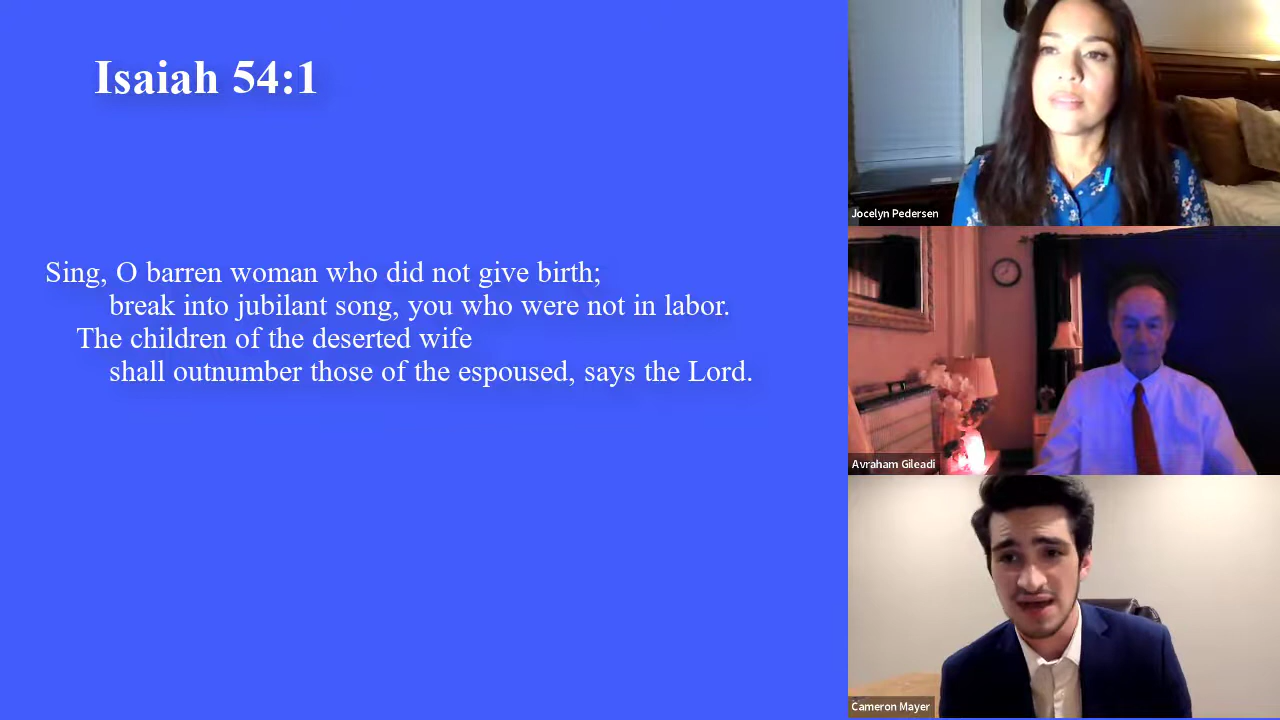 Isaiah 54:1
Sing, O barren woman who did not give birth;
break into jubilant song, you who were not in labor.
The children of the deserted wife
shall outnumber those of the espoused, says the Lord.
Jocelyn Pedersen
Avraham Gileadi
Cameron Mayer